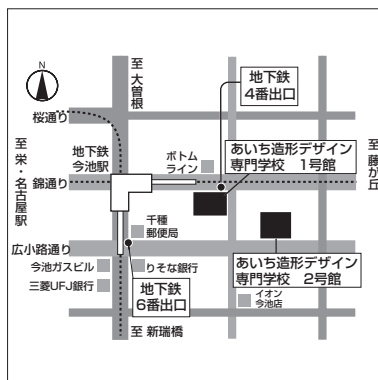 N
至 大曽根
地下鉄
4番出口
桜通り
地下鉄
今池駅
ボトム
ライン
あいち造形デザイン
専門学校 1号館
至 藤が丘
至 栄・名古屋駅
錦通り
千種
郵便局
広小路通り
あいち造形デザイン
専門学校 2号館
今池ガスビル
りそな銀行
三菱UFJ銀行
地下鉄
6番出口
イオン
今池店
至 新瑞橋